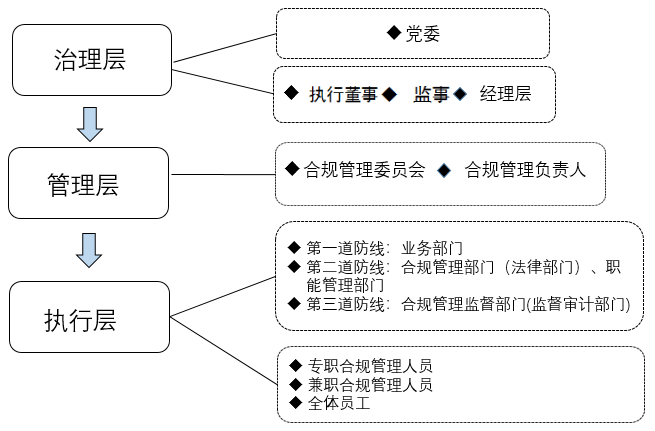 治理层
◆党委
◆ 执行董事◆ 监事◆ 经理层
管理层
◆合规管理委员会 ◆ 合规管理负责人
执行层
◆ 第一道防线：业务部门
◆ 第二道防线：合规管理部门（法律部门）、职
能管理部门
◆ 第三道防线：合规管理监督部门(监督审计部门)
◆ 专职合规管理人员
◆ 兼职合规管理人员
◆ 全体员工